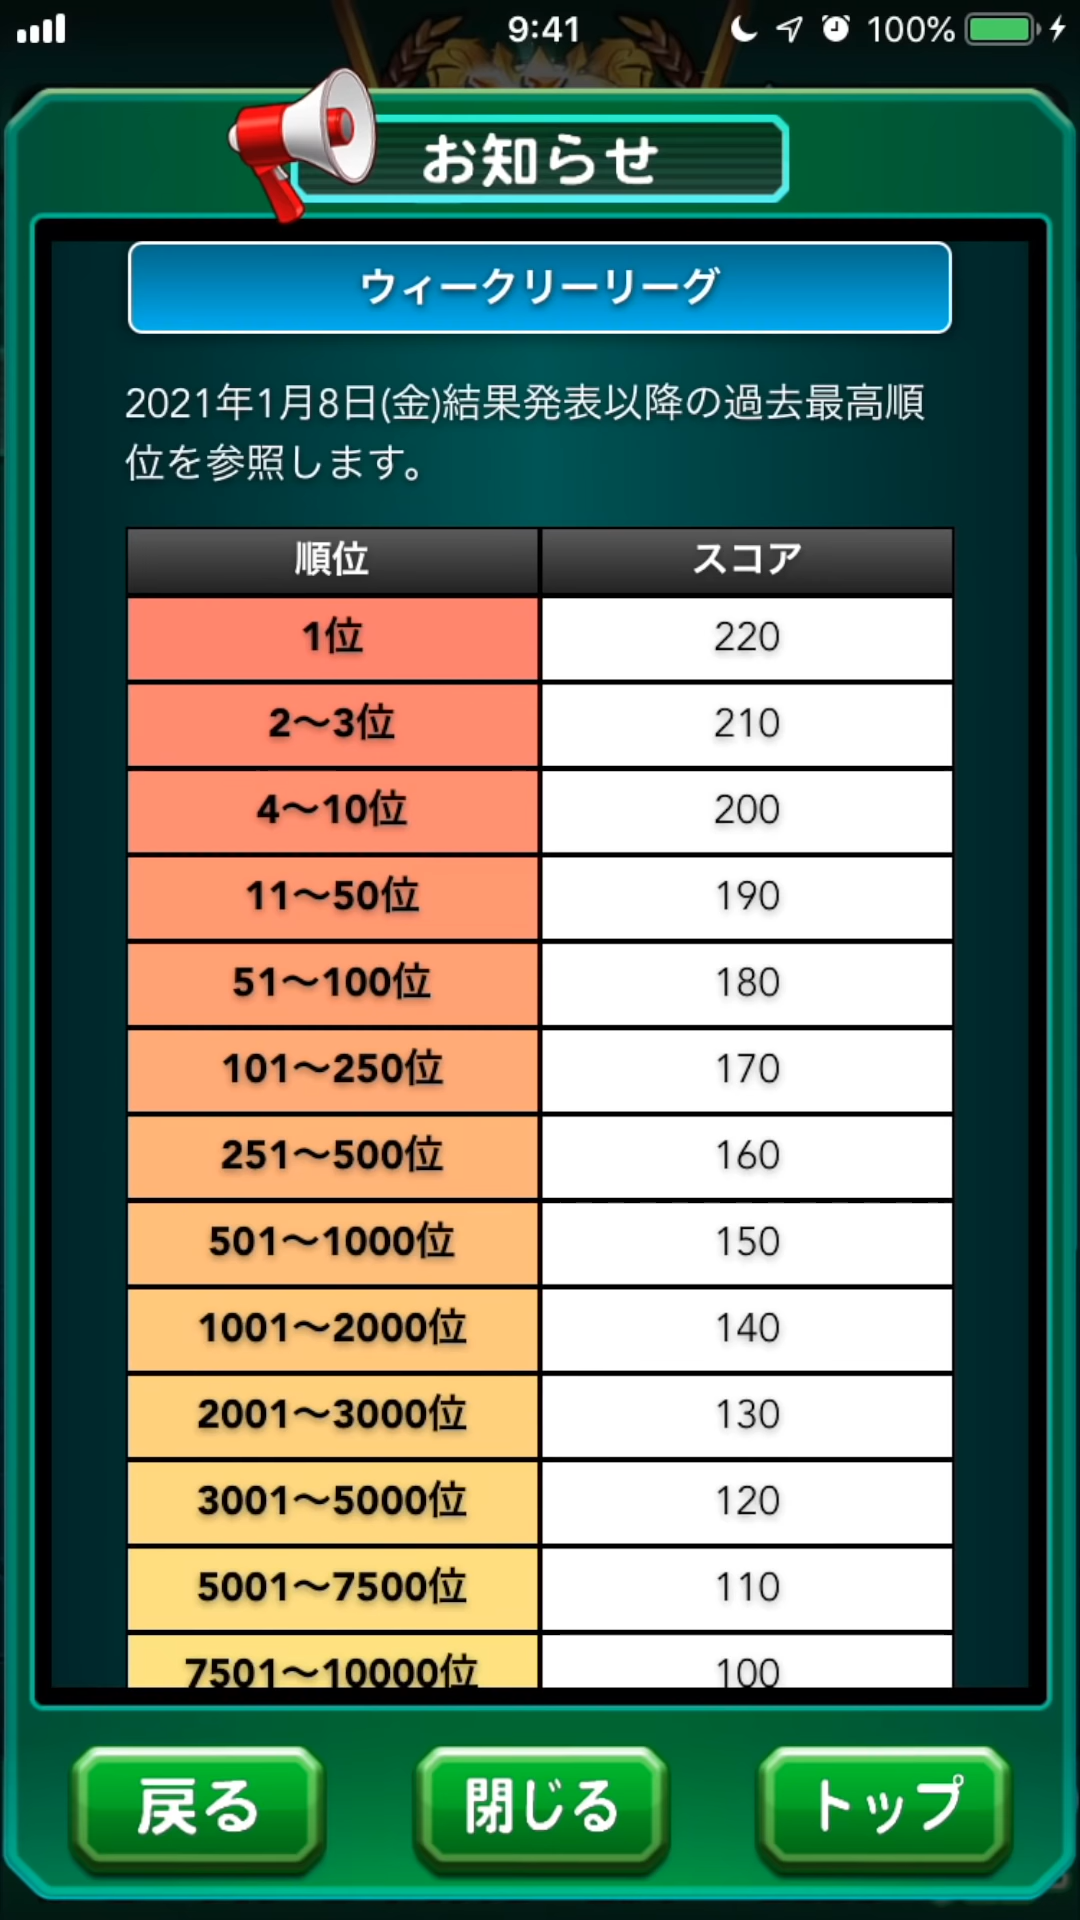 9:41
100%
お知らせ
ウィークリーリーグ
2021年1月8日(金)結果発表以降の過去最高順
位を参照します。
順位 スコア
1位 220
2〜3位 210
4〜10位 200
11〜50位 190
51〜100位 180
101〜250位 170
251〜500位 160
501〜1000位 150
1001〜2000位 140
2001〜3000位 130
3001〜5000位 120
5001〜7500位 110
7501〜10000位 100
戻る 閉じる トップ